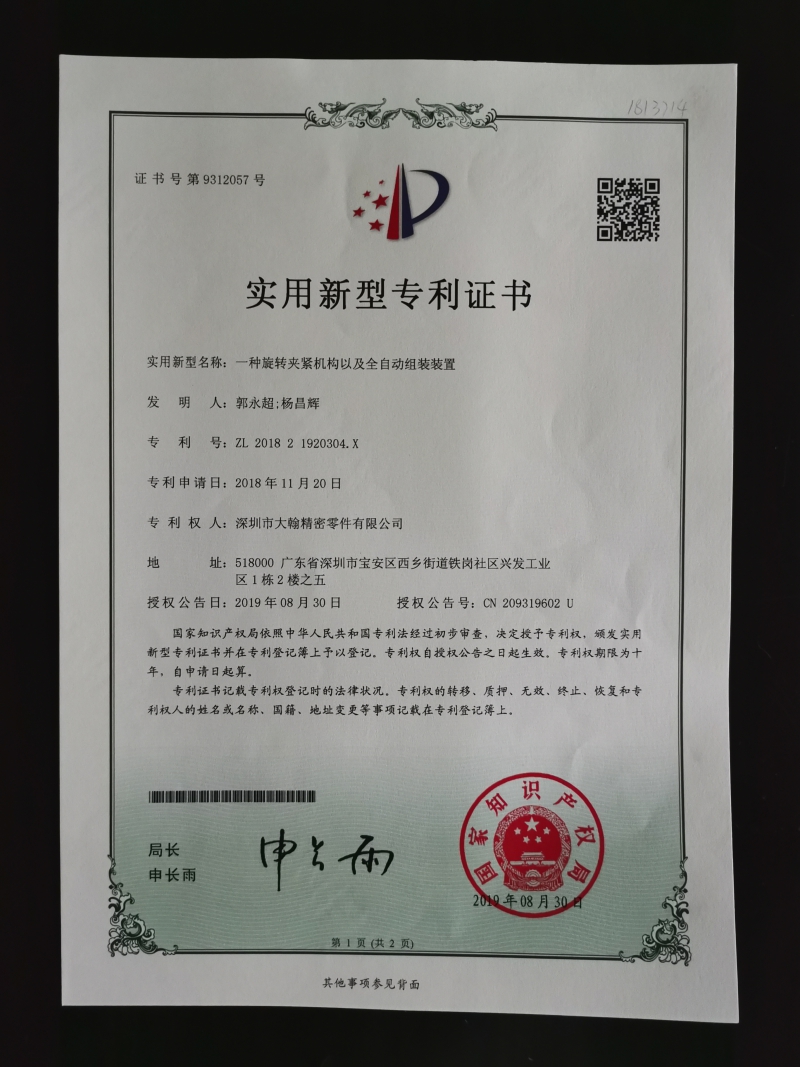 1813714
证书号第9312057号
实用新型专利证书
实用新型名称：一种旋转夹紧机构以及全自动组装装置
发明人：郭永超;杨昌辉
专利号：ZL 2018 2 1920304.X
专利申请日：2018年11月20日
专利权人：深圳市大翰精密零件有限公司
地址：518000 广东省深圳市宝安区西乡街道铁岗社区兴发工业
区1栋2楼之五
授权公告日：2019年08月30日 授权公告号：CN 209319602 U
国家知识产权局依照中华人民共和国专利法经过初步审查，决定授予专利权，颁发实用
新型专利证书并在专利登记簿上予以登记。专利权自授权公告之日起生效。专利权期限为十
年，自申请日起算。
专利证书记载专利权登记时的法律状况。专利权的转移、质押、无效、终止、恢复和专
利权人的姓名或名称、国籍、地址变更等事项记载在专利登记簿上。
局长
申长雨
申长雨
国家知识产权局
2019年08月30日
第1页(共2页)
其他事项参见背面